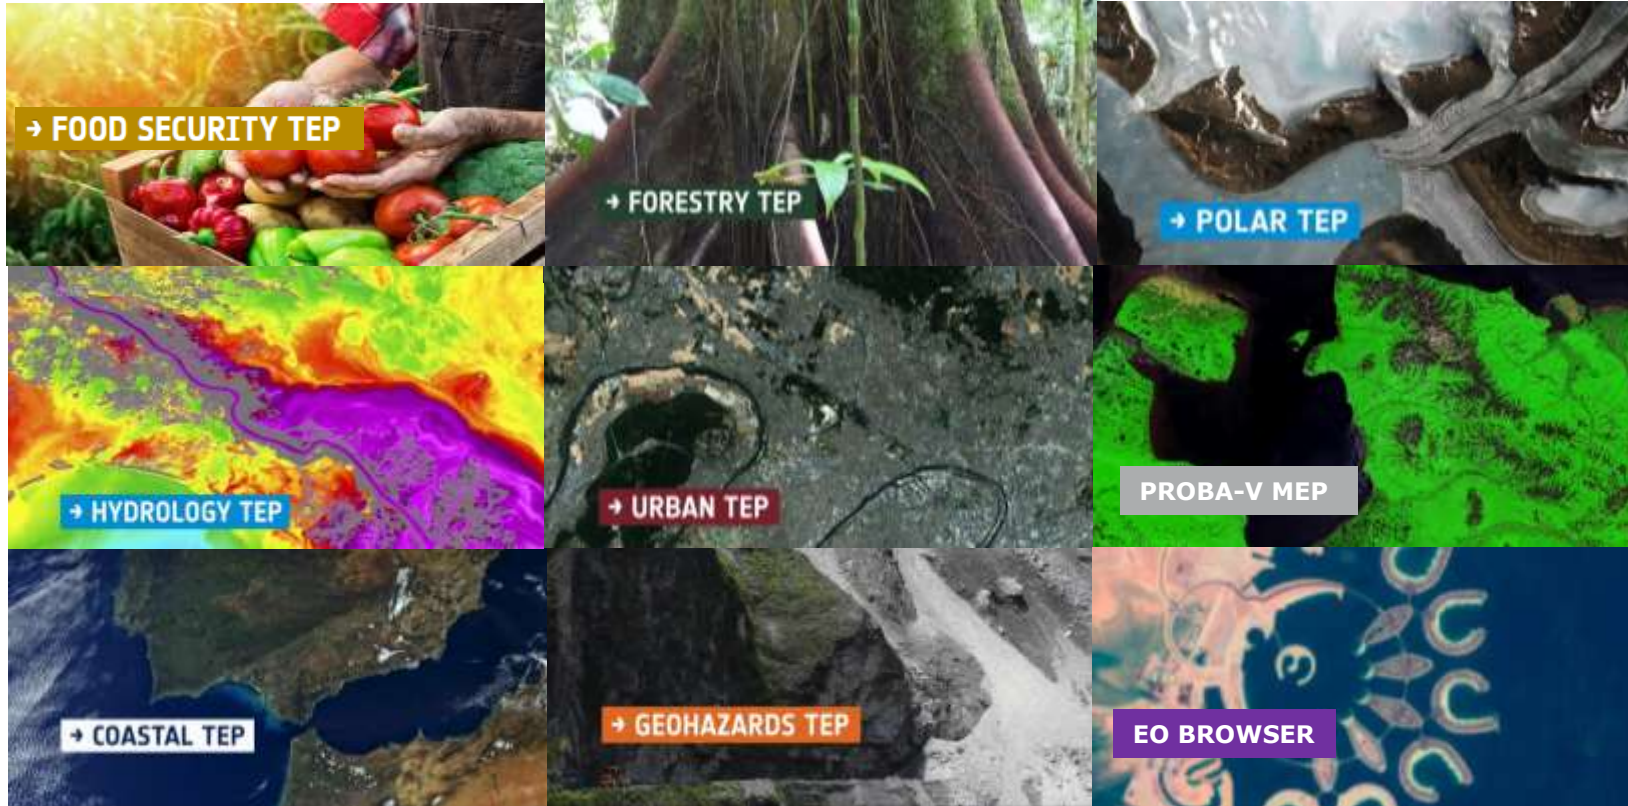 → FOOD SECURITY TEP
→ FORESTRY TEP
→ POLAR TEP
→ HYDROLOGY TEP
→ URBAN TEP
PROBA-V MEP
→ COASTAL TEP
→ GEOHAZARDS TEP
EO BROWSER